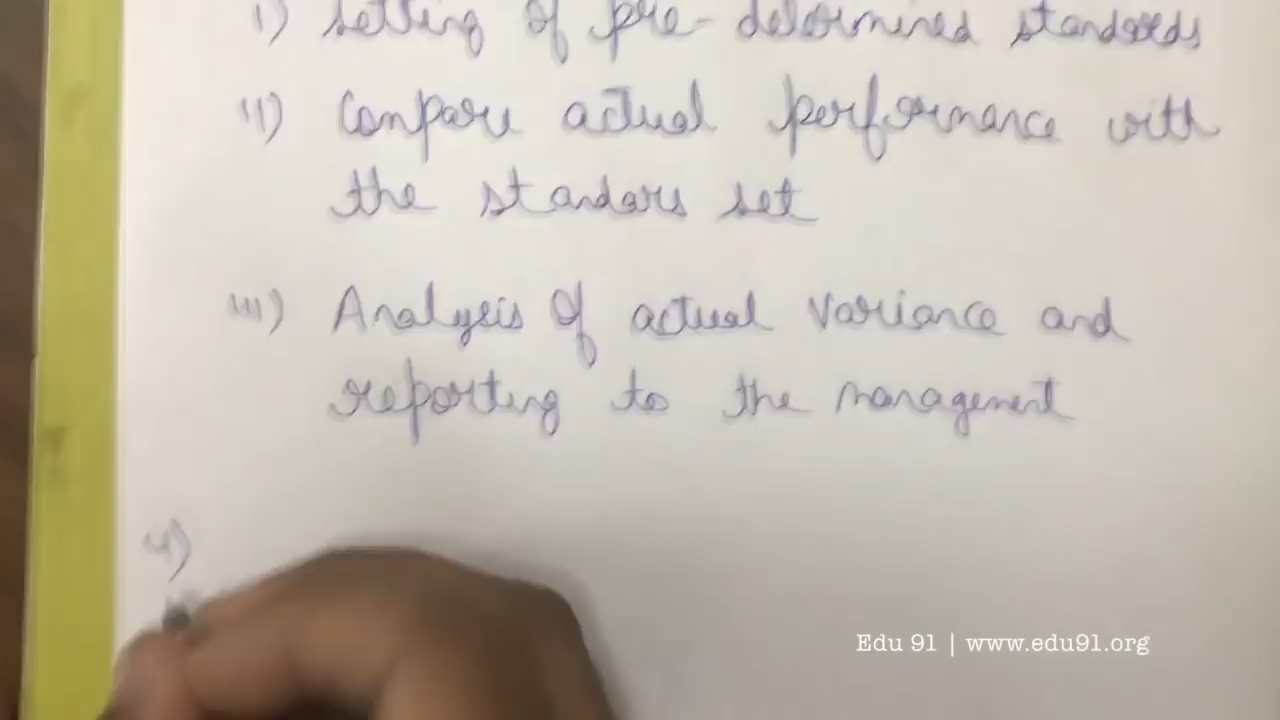 i) Setting of pre-determined standards
ii) Compare actual performance with
the standars set
iii) Analysis of actual variance and
reporting to the management
4)
Edu 91 | www.edu91.org